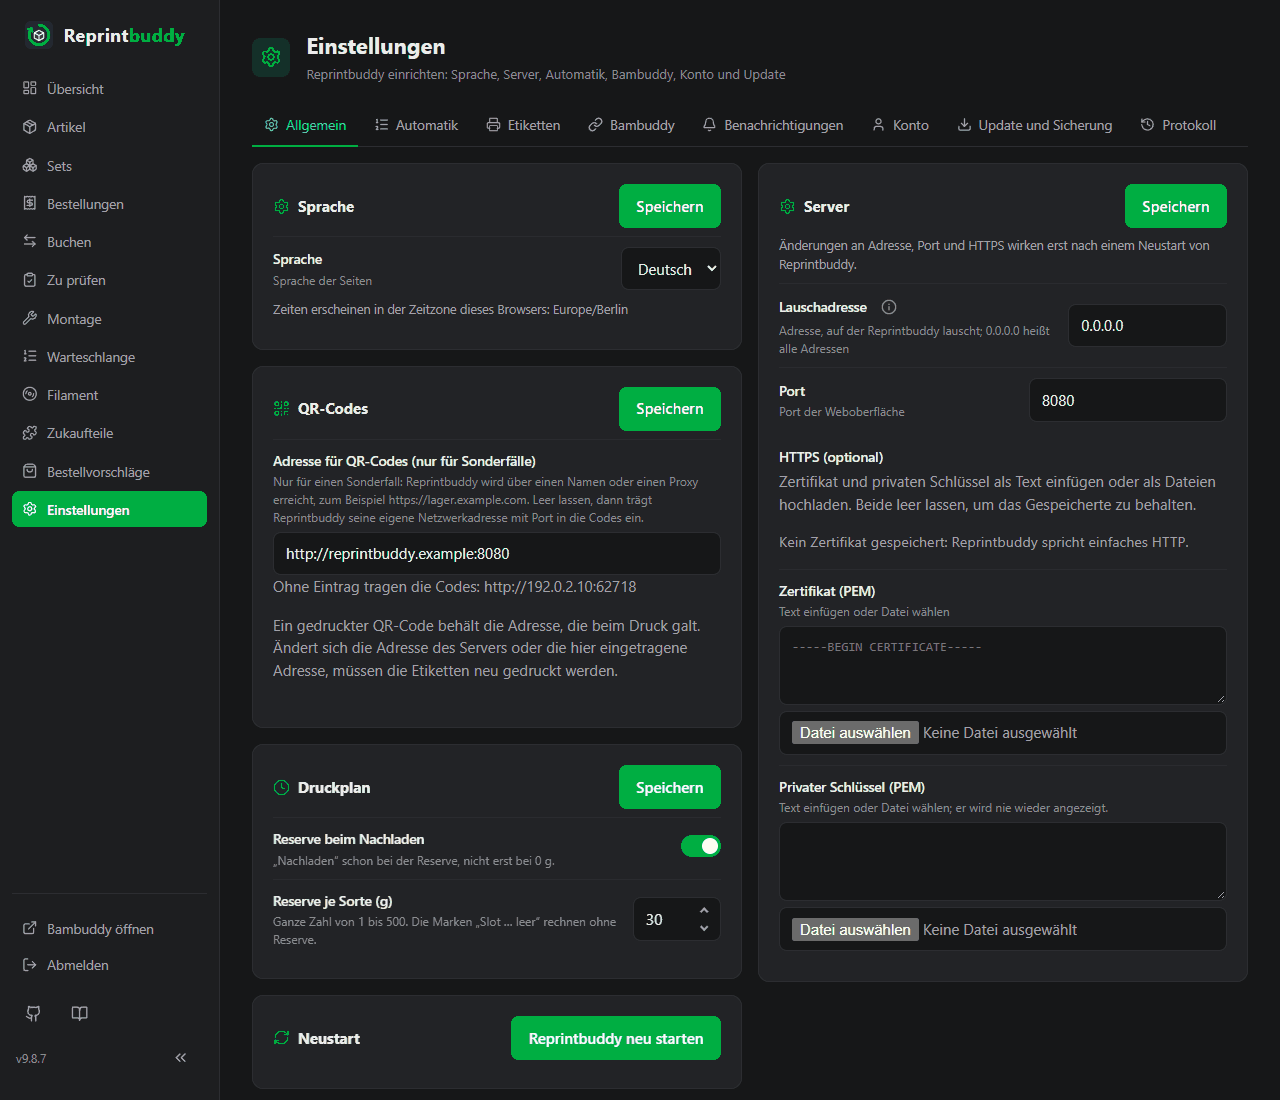 Reprintbuddy
Übersicht
Artikel
Sets
Bestellungen
Buchen
Zu prüfen
Montage
Warteschlange
Filament
Zukaufteile
Bestellvorschläge
Einstellungen
Bambuddy öffnen
Abmelden
v9.8.7
Einstellungen
Reprintbuddy einrichten: Sprache, Server, Automatik, Bambuddy, Konto und Update
Allgemein
Automatik
Etiketten
Bambuddy
Benachrichtigungen
Konto
Update und Sicherung
Protokoll
Sprache
Speichern
Sprache
Sprache der Seiten
Deutsch
Zeiten erscheinen in der Zeitzone dieses Browsers: Europe/Berlin
QR-Codes
Speichern
Adresse für QR-Codes (nur für Sonderfälle)
Nur für einen Sonderfall: Reprintbuddy wird über einen Namen oder einen Proxy
erreicht, zum Beispiel https://lager.example.com. Leer lassen, dann trägt
Reprintbuddy seine eigene Netzwerkadresse mit Port in die Codes ein.
http://reprintbuddy.example:8080
Ohne Eintrag tragen die Codes: http://192.0.2.10:62718
Ein gedruckter QR-Code behält die Adresse, die beim Druck galt.
Ändert sich die Adresse des Servers oder die hier eingetragene
Adresse, müssen die Etiketten neu gedruckt werden.
Druckplan
Speichern
Reserve beim Nachladen
„Nachladen“ schon bei der Reserve, nicht erst bei 0 g.
Reserve je Sorte (g)
Ganze Zahl von 1 bis 500. Die Marken „Slot … leer“ rechnen ohne
Reserve.
30
Neustart
Reprintbuddy neu starten
Server
Speichern
Änderungen an Adresse, Port und HTTPS wirken erst nach einem Neustart von
Reprintbuddy.
Lauschadresse
Adresse, auf der Reprintbuddy lauscht; 0.0.0.0 heißt
alle Adressen
0.0.0.0
Port
Port der Weboberfläche
8080
HTTPS (optional)
Zertifikat und privaten Schlüssel als Text einfügen oder als Dateien
hochladen. Beide leer lassen, um das Gespeicherte zu behalten.
Kein Zertifikat gespeichert: Reprintbuddy spricht einfaches HTTP.
Zertifikat (PEM)
Text einfügen oder Datei wählen
-----BEGIN CERTIFICATE-----
Datei auswählen Keine Datei ausgewählt
Privater Schlüssel (PEM)
Text einfügen oder Datei wählen; er wird nie wieder angezeigt.
Datei auswählen Keine Datei ausgewählt